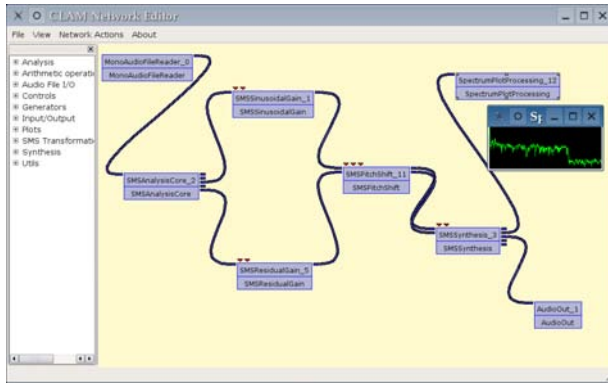 CLAM Network Editor
File View Network Actions About
Analysis
Arithmetic operati
Audio File I/O
Controls
Generators
Input/Output
Plots
SMS Transformati
Synthesis
Utils
MonoAudioFileReader_0
MonoAudioFileReader
SMSSinusoidalGain_1
SMSSinusoidalGain
SpectrumPlotProcessing_12
SpectrumPlotProcessing
Sp
SMSAnalysisCore_2
SMSAnalysisCore
SMSPitchShift_11
SMSPitchShift
SMSSynthesis_3
SMSSynthesis
SMSResidualGain_5
SMSResidualGain
AudioOut_1
AudioOut